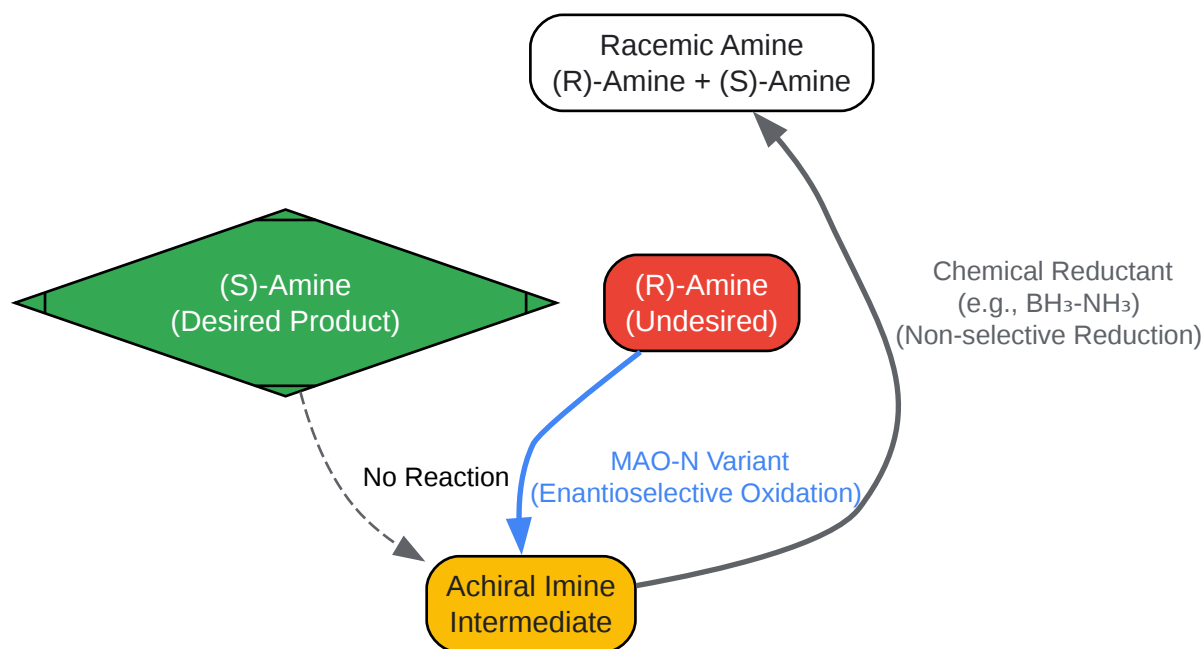 Racemic Amine
(R)-Amine + (S)-Amine
(S)-Amine
(Desired Product)
(R)-Amine
(Undesired)
Chemical Reductant
(e.g., BH₃-NH₃)
(Non-selective Reduction)
No Reaction
MAO-N Variant
(Enantioselective Oxidation)
Achiral Imine
Intermediate